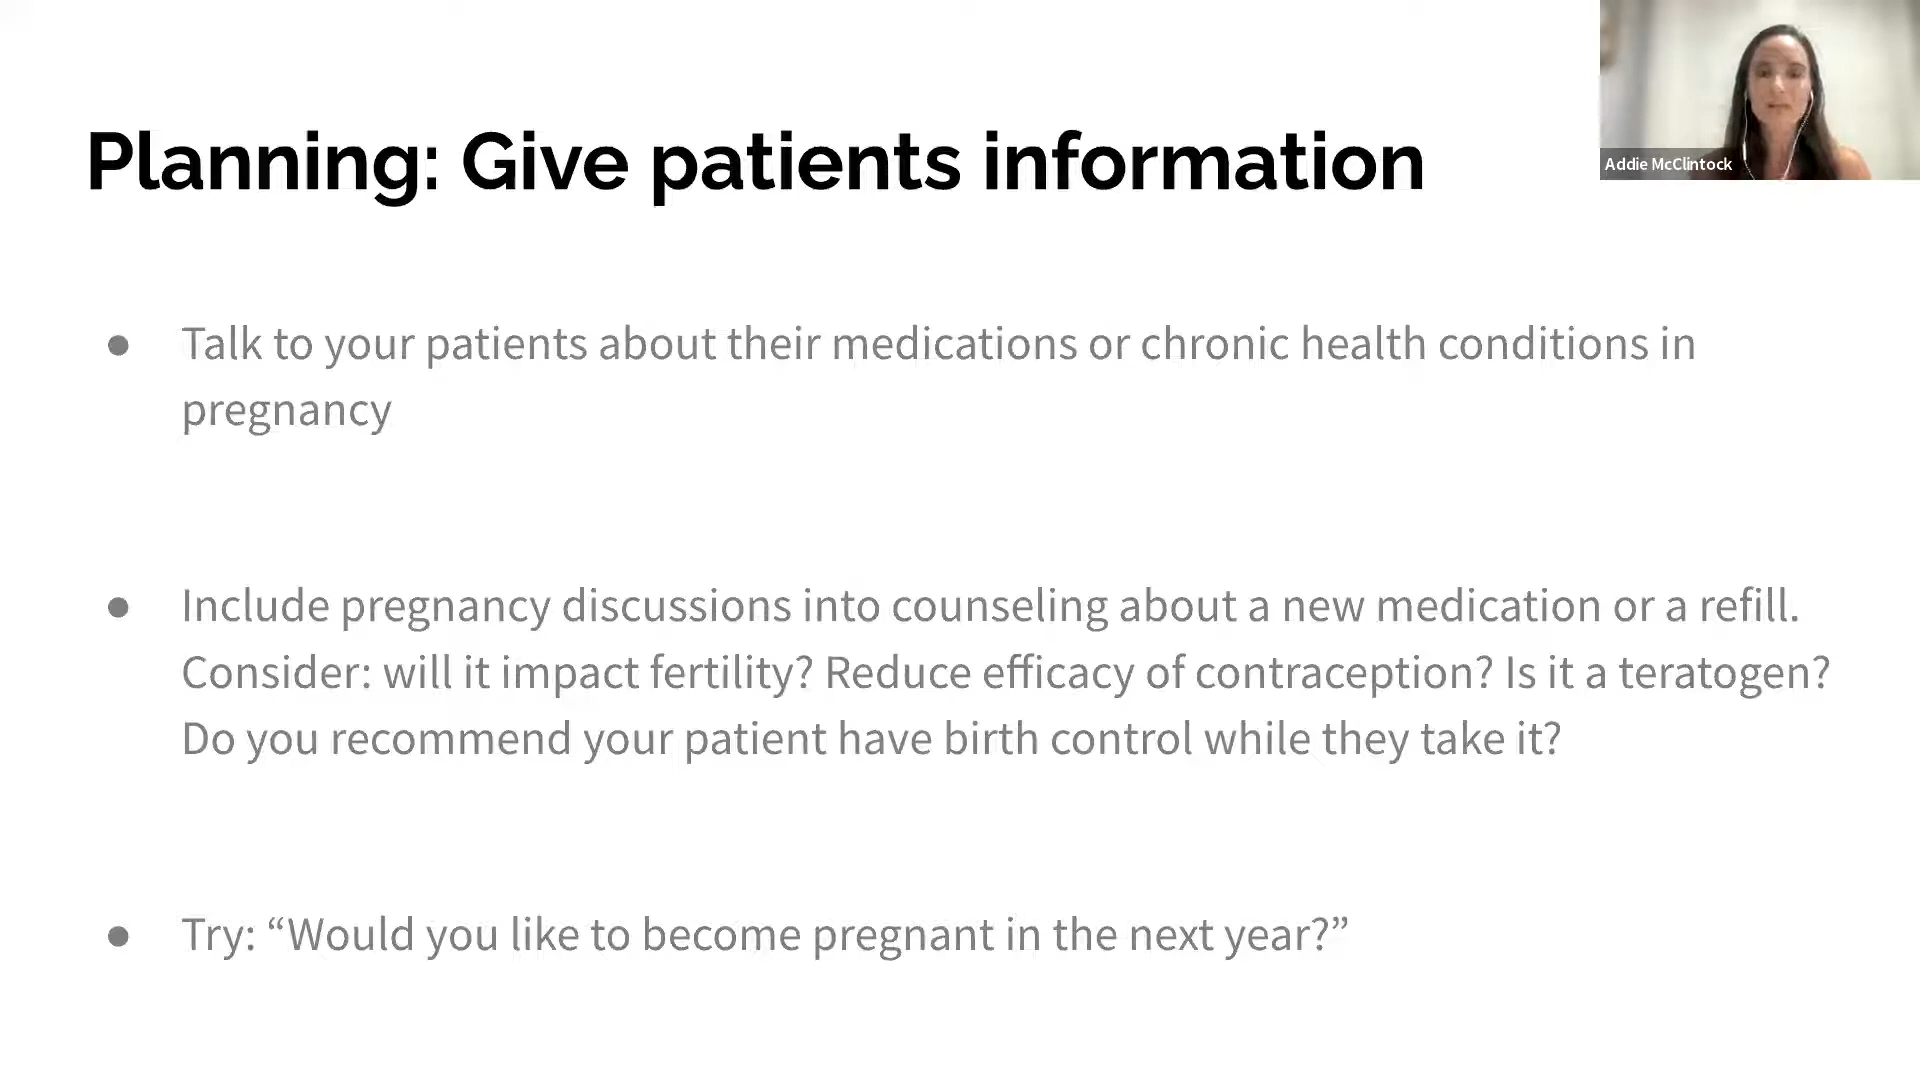 Planning: Give patients information
Addie McClintock
● Talk to your patients about their medications or chronic health conditions in
pregnancy
● Include pregnancy discussions into counseling about a new medication or a refill.
Consider: will it impact fertility? Reduce efficacy of contraception? Is it a teratogen?
Do you recommend your patient have birth control while they take it?
● Try: “Would you like to become pregnant in the next year?”